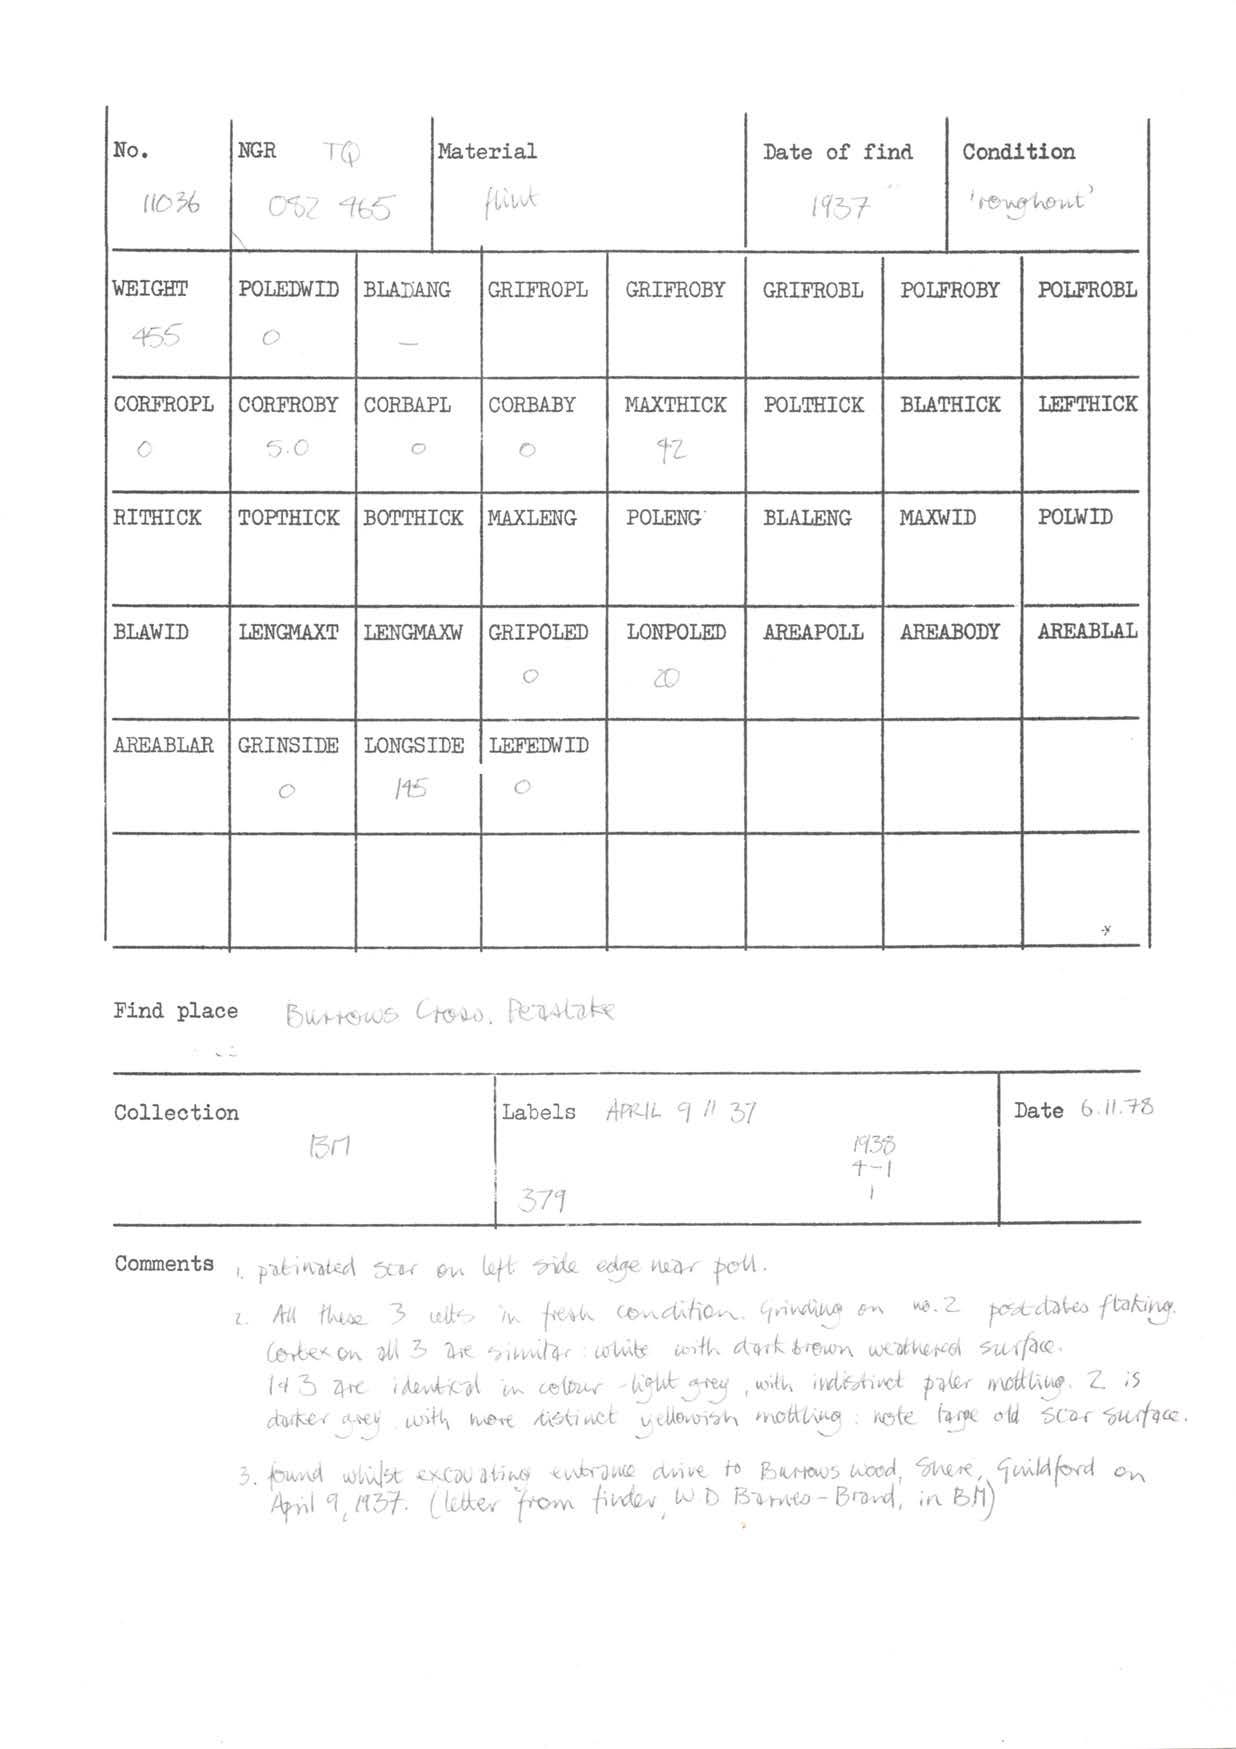 No. NGR TQ Material Date of find Condition
11036 082 465 flint 1937 'roughout'
WEIGHT POLEDWID BLADANG GRIFROPL GRIFROBY GRIFROBL POLFROBY POLFROBL
455 0 –
CORFROPL CORFROBY CORBAPL CORBABY MAXTHICK POLTHICK BLATHICK LEFTHICK
0 5.0 0 0 42
RITHICK TOPTHICK BOTTHICK MAXLENG POLENG BLALENG MAXWID POLWID
BLAWID LENGMAXT LENGMAXW GRIPOLED LONPOLED AREAPOLL AREABODY AREABLAL
0 20
AREABLAR GRINSIDE LONGSIDE LEFEDWID
0 145 0
Find place Burrows Cross. Peaslake
Collection Labels APRIL 9 11 37 Date 6.11.78
BM 1938
4-1
379 1
Comments 1. patinated scar on left side edge near poll.
2. All these 3 celts in fresh condition. Grinding on no. 2 postdates flaking.
Cortex on all 3 are similar: white with dark brown weathered surface.
1+3 are identical in colour - light grey, with indistinct paler mottling. 2 is
darker grey with more distinct yellowish mottling: note large old scar surface.
3. found whilst excavating entrance drive to Burrows Wood, Shere, Guildford on
April 9, 1937. (letter from finder, W D Barnes-Brand, in BM)